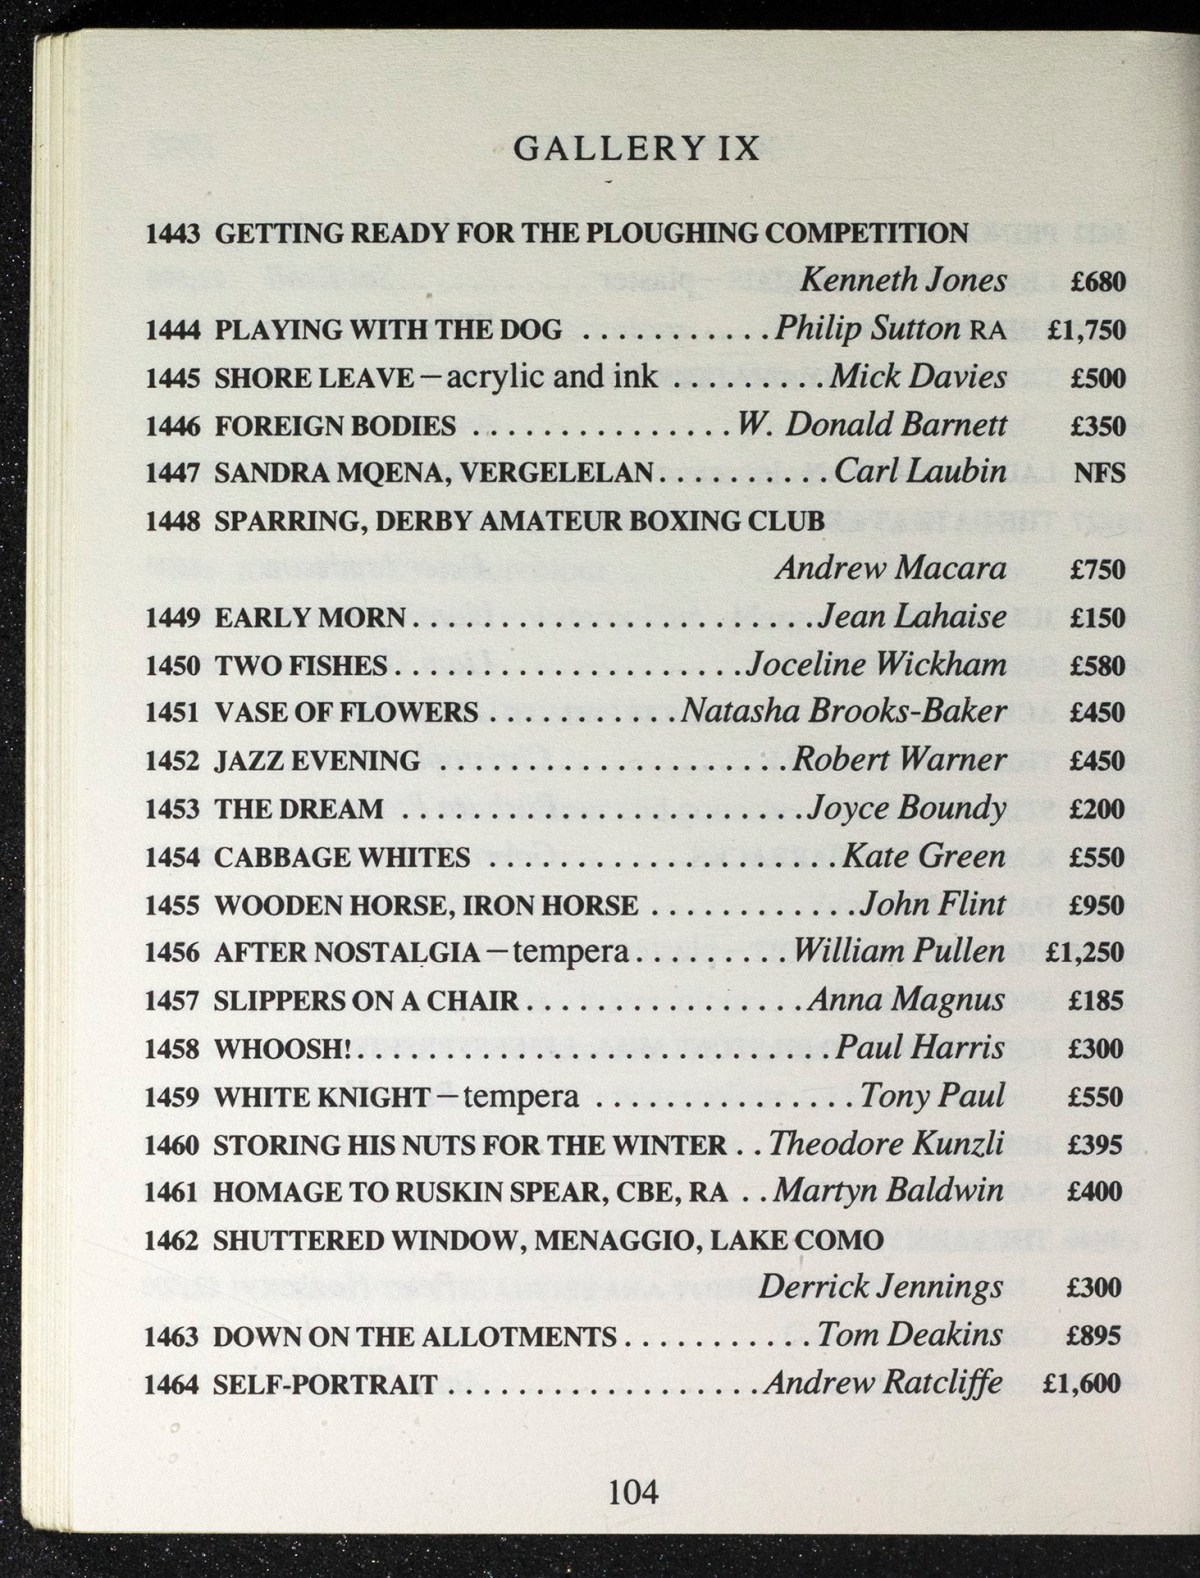 GALLERY IX
1443 GETTING READY FOR THE PLOUGHING COMPETITION
Kenneth Jones £680
1444 PLAYING WITH THE DOG ........... Philip Sutton RA £1,750
1445 SHORE LEAVE—acrylic and ink ......... Mick Davies £500
1446 FOREIGN BODIES ............... W. Donald Barnett £350
1447 SANDRA MQENA, VERGELELAN.......... Carl Laubin NFS
1448 SPARRING, DERBY AMATEUR BOXING CLUB
Andrew Macara £750
1449 EARLY MORN....................... Jean Lahaise £150
1450 TWO FISHES.................... Joceline Wickham £580
1451 VASE OF FLOWERS ........... Natasha Brooks-Baker £450
1452 JAZZ EVENING .................... Robert Warner £450
1453 THE DREAM ....................... Joyce Boundy £200
1454 CABBAGE WHITES .................... Kate Green £550
1455 WOODEN HORSE, IRON HORSE ............ John Flint £950
1456 AFTER NOSTALGIA—tempera......... William Pullen £1,250
1457 SLIPPERS ON A CHAIR................ Anna Magnus £185
1458 WHOOSH!........................... Paul Harris £300
1459 WHITE KNIGHT—tempera ............... Tony Paul £550
1460 STORING HIS NUTS FOR THE WINTER .. Theodore Kunzli £395
1461 HOMAGE TO RUSKIN SPEAR, CBE, RA .. Martyn Baldwin £400
1462 SHUTTERED WINDOW, MENAGGIO, LAKE COMO
Derrick Jennings £300
1463 DOWN ON THE ALLOTMENTS........... Tom Deakins £895
1464 SELF-PORTRAIT.................. Andrew Ratcliffe £1,600
104